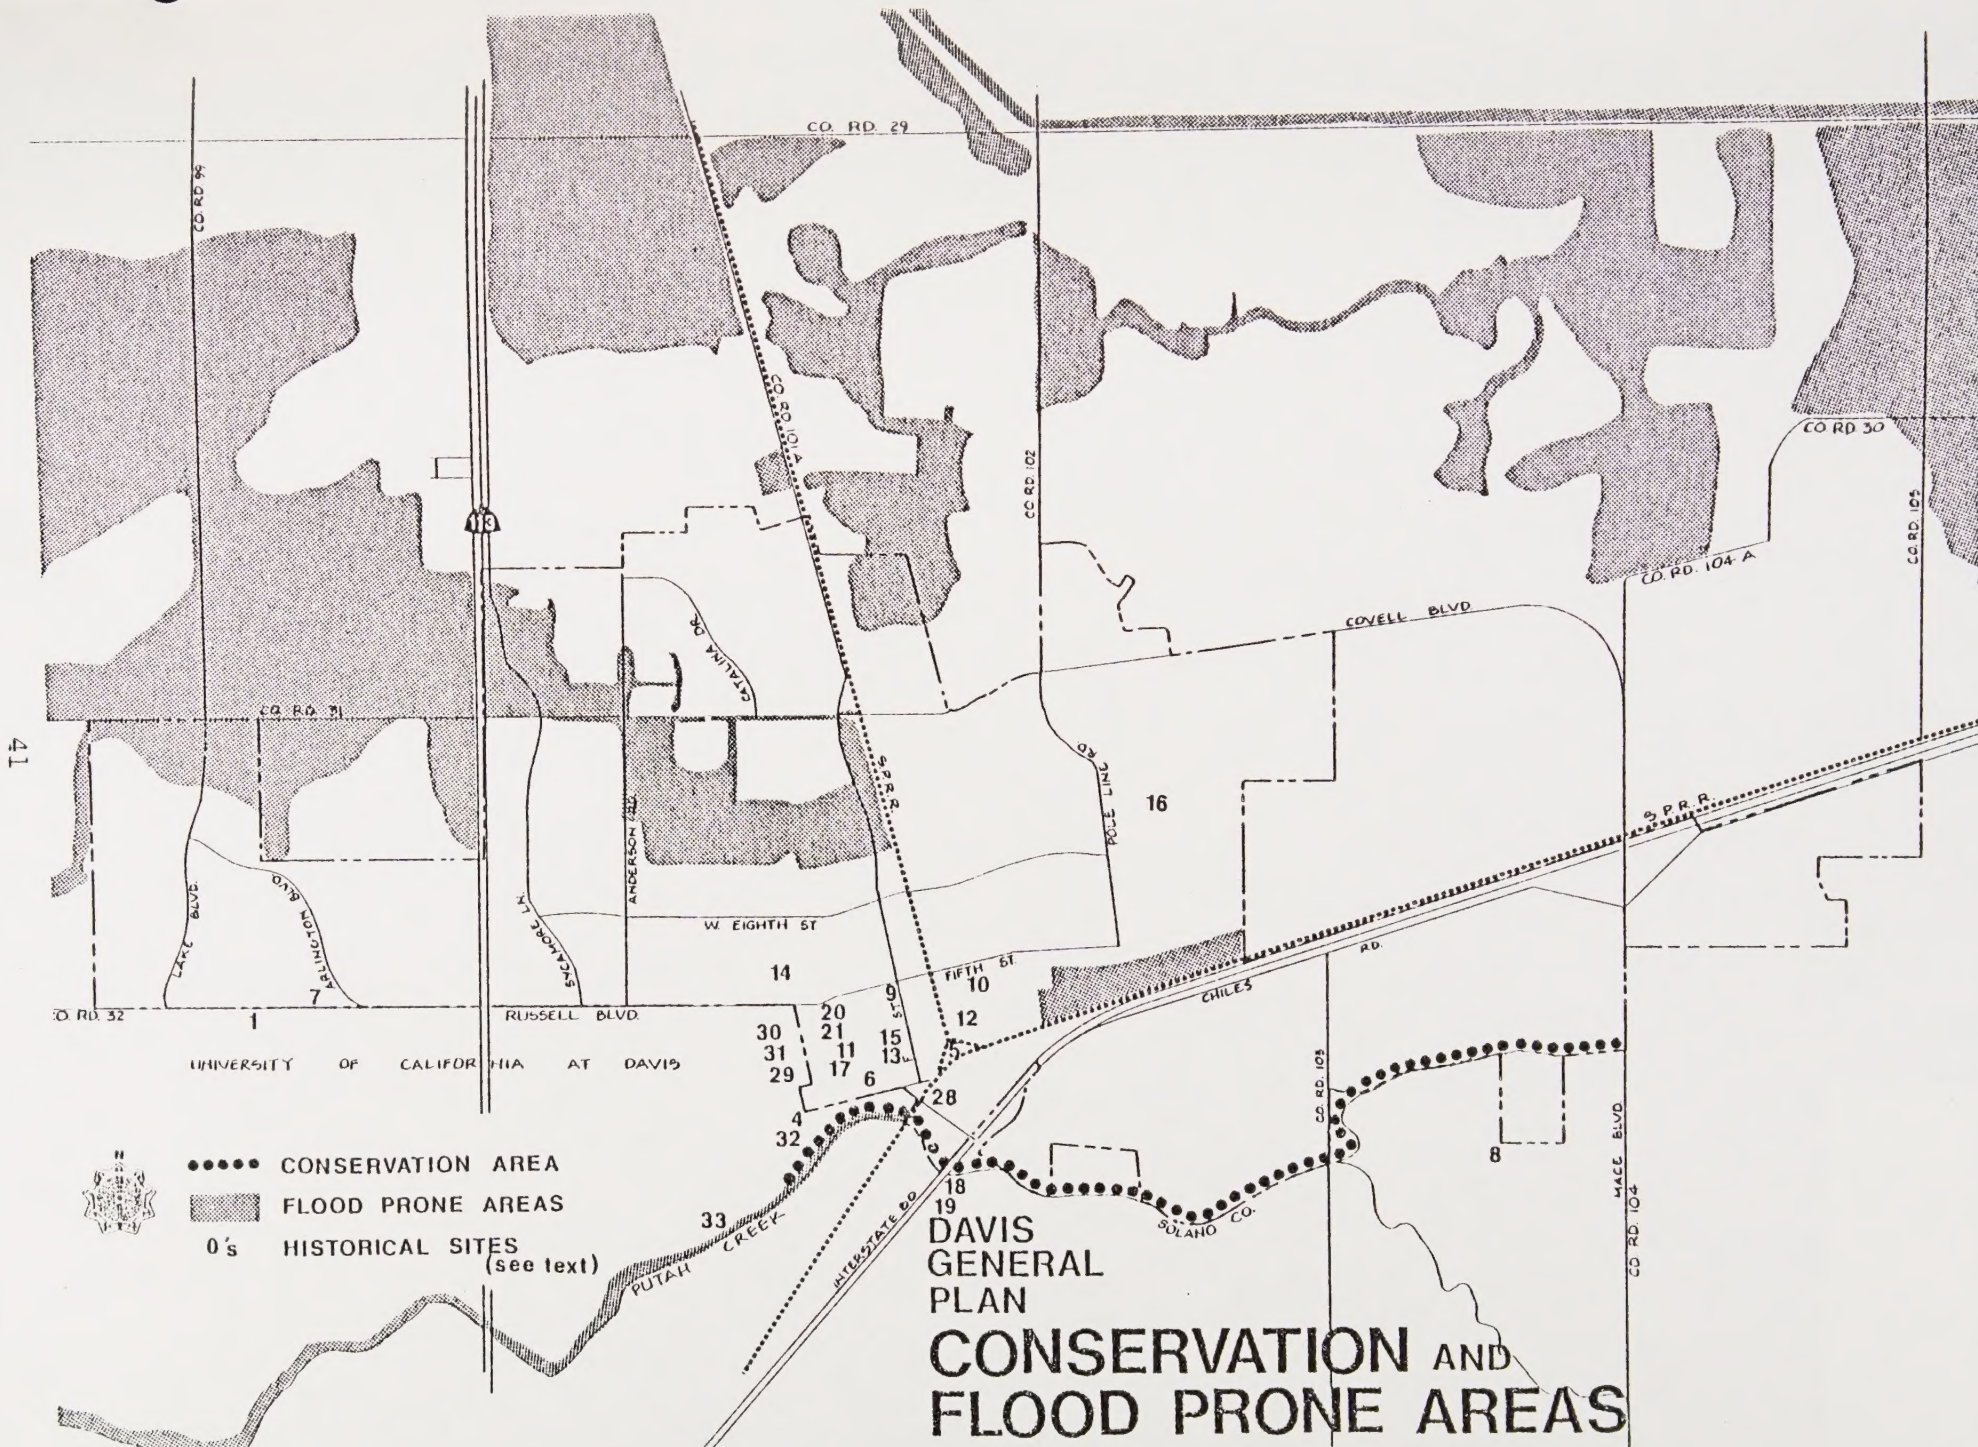 CO. RD. 29
CO. RD 99
CO RD 101 A
CO RD. 102
CO RD 30
CO. RD. 105
CO. RD. 104 A
113
COVELL BLVD.
CATALINA DR
CO. RD. 31
41
S.P.R.R.
POLE LINE RD.
16
S.P.R.R.
ANDERSON RD.
LAKE BLVD.
ARLINGTON BLVD.
SYCAMORE LN.
W. EIGHTH ST
14
FIFTH ST.
10
RD.
CHILES
7
9
F ST
O. RD. 32
1
RUSSELL BLVD.
20
12
30
21
15
31
11
13
5
29
17
6
UNIVERSITY OF CALIFORNIA AT DAVIS
28
4
32
CO. RD. 103
MACE BLVD.
8
CO RD. 104
18
19
33
PUTAH CREEK
INTERSTATE 80
SOLANO CO.
N
CONSERVATION AREA
FLOOD PRONE AREAS
0's HISTORICAL SITES
(see text)
DAVIS
GENERAL
PLAN
CONSERVATION AND
FLOOD PRONE AREAS